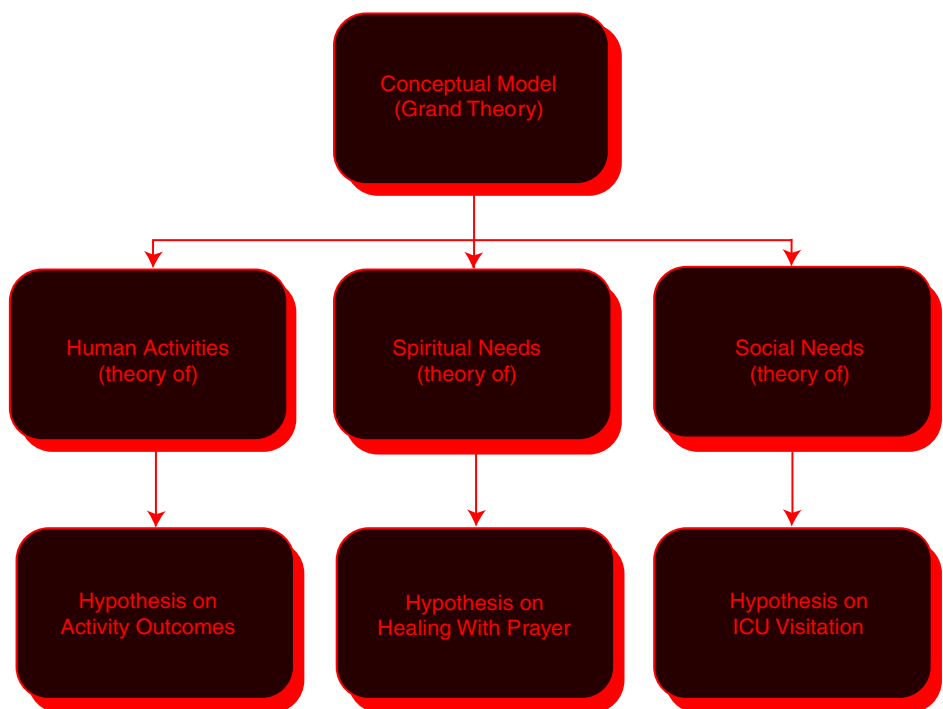 Conceptual Model
(Grand Theory)
Human Activities
(theory of)
Spiritual Needs
(theory of)
Social Needs
(theory of)
Hypothesis on
Activity Outcomes
Hypothesis on
Healing With Prayer
Hypothesis on
ICU Visitation